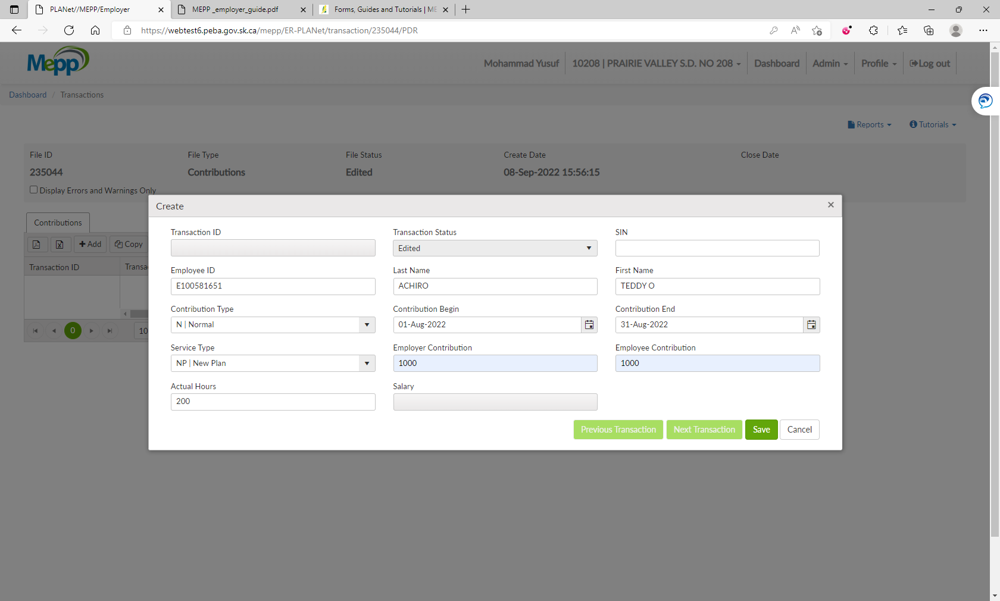 PLANet//MEPP/Employer
MEPP _employer_guide.pdf
Forms, Guides and Tutorials | ME
https://webtest6.peba.gov.sk.ca/mepp/ER-PLANet/transaction/235044/PDR
Mepp
Mohammad Yusuf
10208 | PRAIRIE VALLEY S.D. NO 208
Dashboard
Admin
Profile
Log out
Dashboard / Transactions
Reports
Tutorials
File ID
File Type
File Status
Create Date
Close Date
235044
Contributions
Edited
08-Sep-2022 15:56:15
Display Errors and Warnings Only
Contributions
Add
Copy
Transaction ID
Transa
0
10
Create
Transaction ID
Transaction Status
SIN
Edited
Employee ID
Last Name
First Name
E100581651
ACHIRO
TEDDY O
Contribution Type
Contribution Begin
Contribution End
N | Normal
01-Aug-2022
31-Aug-2022
Service Type
Employer Contribution
Employee Contribution
NP | New Plan
1000
1000
Actual Hours
Salary
200
Previous Transaction
Next Transaction
Save
Cancel